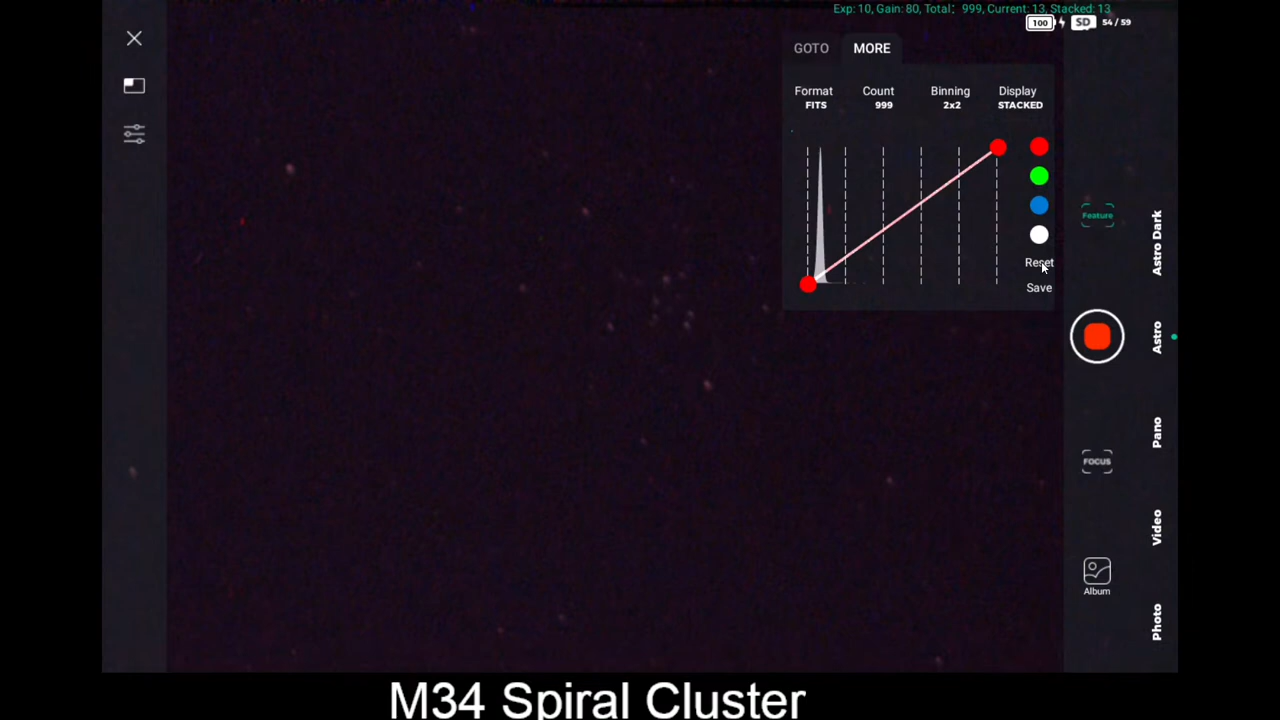 Exp: 10, Gain: 80, Total: 999, Current: 13, Stacked: 13
100 SD 54 / 59
GOTO MORE
Format Count Binning Display
FITS 999 2x2 STACKED
Reset
Save
Feature
FOCUS
Album
Astro Dark
Astro
Pano
Video
Photo
M34 Spiral Cluster